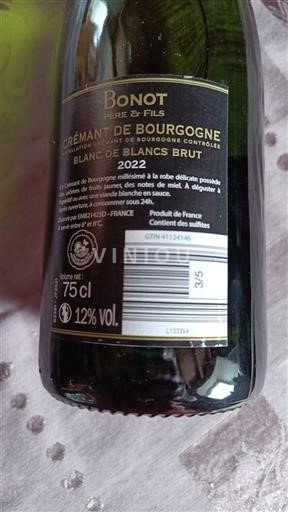 BONOT
PÈRE & FILS
CRÉMANT DE BOURGOGNE
APPELLATION CRÉMANT DE BOURGOGNE CONTRÔLÉE
BLANC DE BLANCS BRUT
2022
Ce Crémant de Bourgogne millésimé à la robe délicate possède
des arômes de fruits jaunes, des notes de miel. À déguster à
l'apéritif ou avec une viande blanche en sauce.
Après ouverture, à consommer sous 24h.
Élaboré par EMB21423D - FRANCE
À servir entre 6° et 8°C.
Produit de France
Contient des sulfites
GTIN 41124146
VINIOU
Volume net :
75 cl
12% vol.
3/5